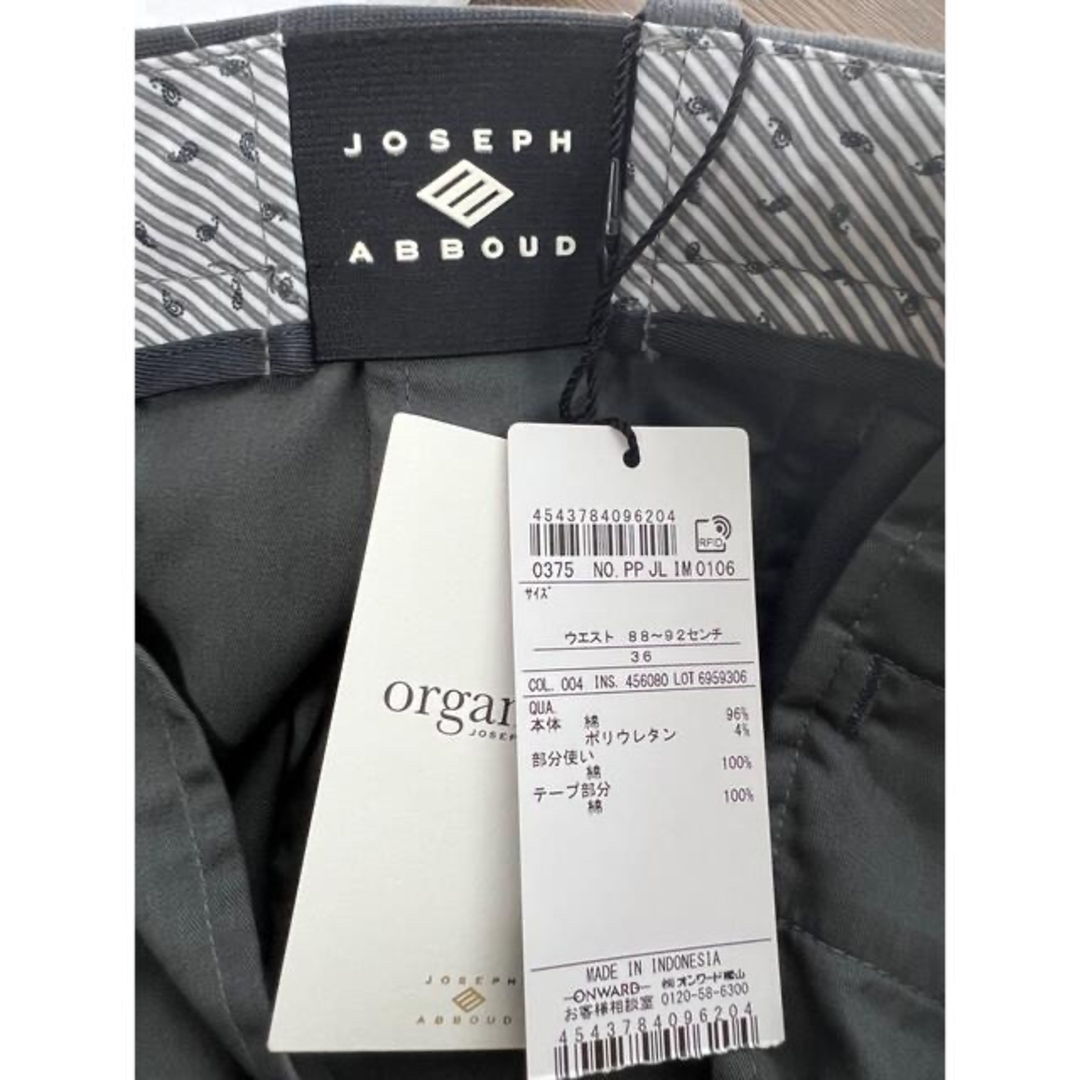 JOSEPH
ABBOUD
4543784096204
RFID
0375 NO. PP JL IM 0106
サイズ
ウエスト 88～92センチ
36
COL. 004 INS. 456080 LOT 6959306
QUA.
本体 綿 96%
ポリウレタン 4%
部分使い
綿 100%
テープ部分
綿 100%
MADE IN INDONESIA
ONWARD ㈱オンワード樫山
お客様相談室 0120-58-6300
4543784096204
organ
JOSEP
JOSEPH
ABBOUD